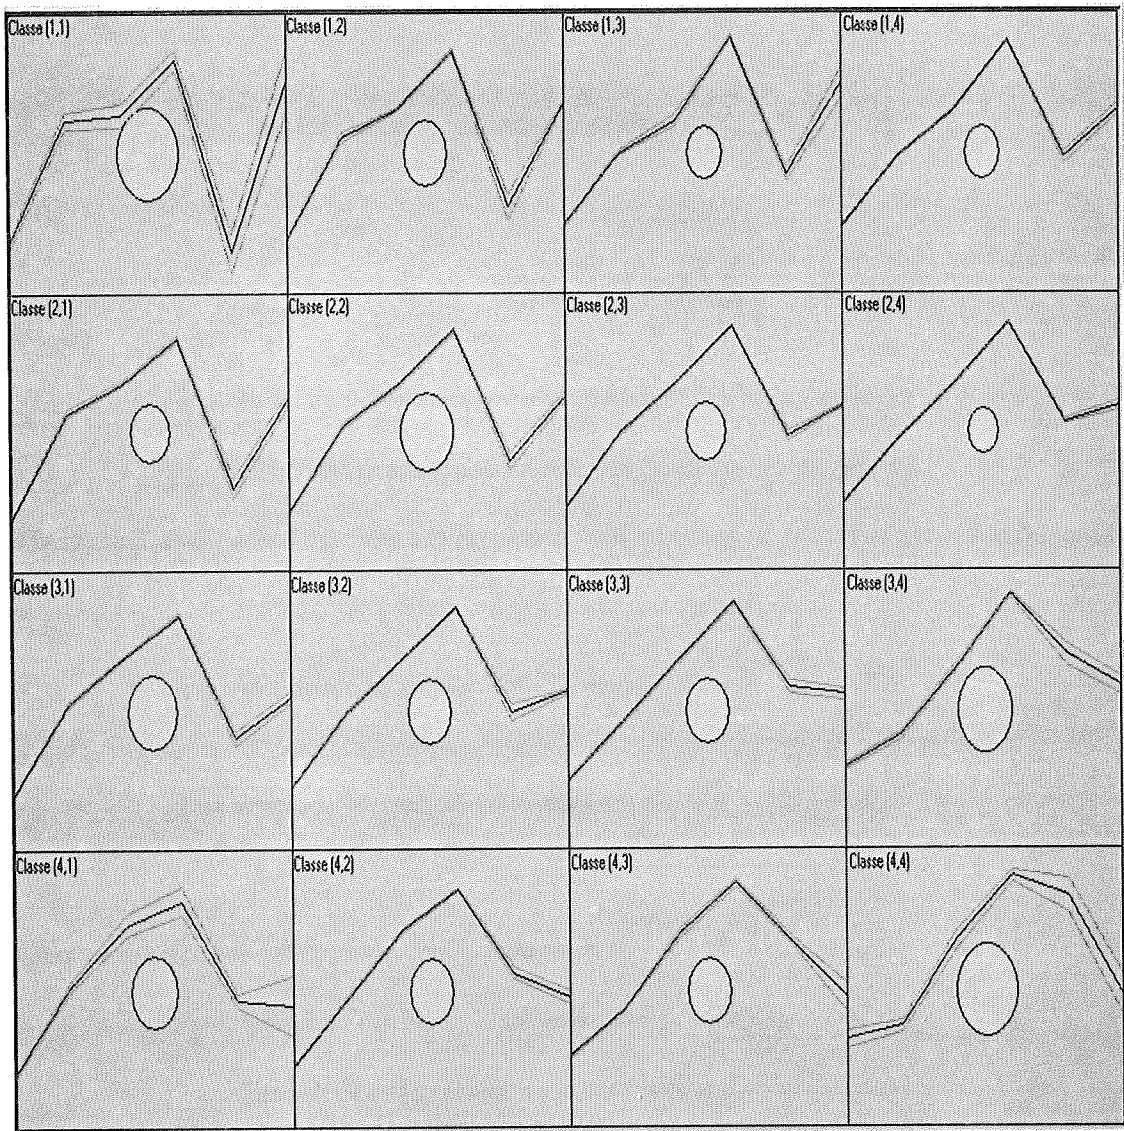 Classe (1,1)
Classe (1,2)
Classe (1,3)
Classe (1,4)
Classe (2,1)
Classe (2,2)
Classe (2,3)
Classe (2,4)
Classe (3,1)
Classe (3,2)
Classe (3,3)
Classe (3,4)
Classe (4,1)
Classe (4,2)
Classe (4,3)
Classe (4,4)